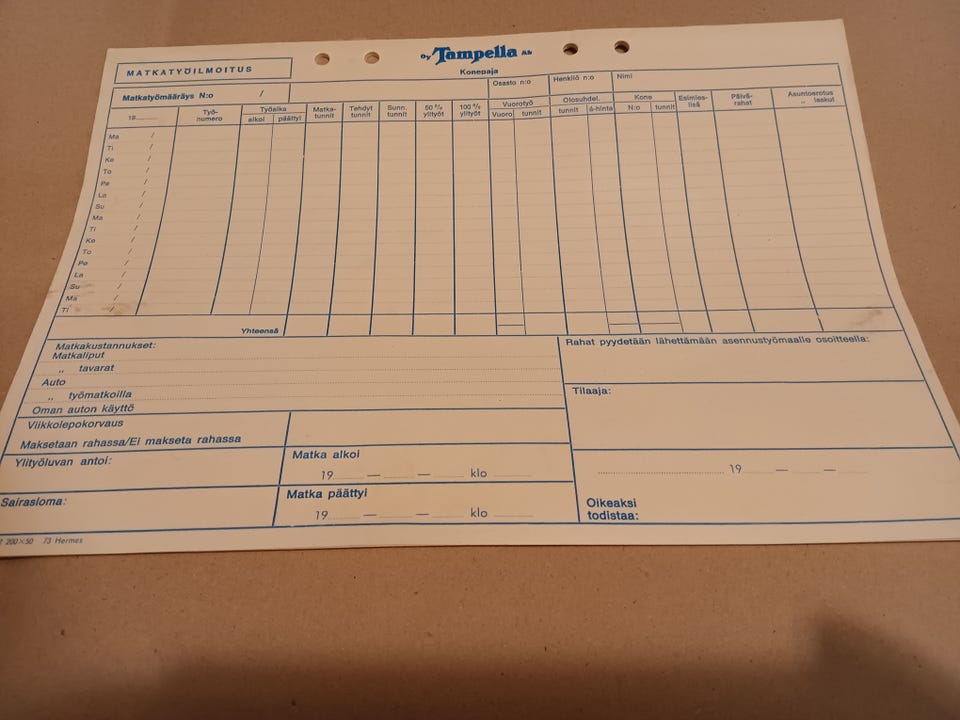 MATKATYÖILMOITUS
Oy Tampella Ab
Konepaja
Osasto n:o Henkilö n:o Nimi
Matkatyömääräys N:o /
19 Työ- numero Työaika alkoi päättyi Matka- tunnit Tehdyt tunnit Sunn. tunnit 50 % ylityöt 100 % ylityöt Vuorotyö Vuoro tunnit Olosuhdel. tunnit á-hinta Kone N:o tunnit Esimies- lisä Päivä- rahat Asuntoerotus „ laskut
Ma /
Ti /
Ke /
To /
Pe /
La /
Su /
Ma /
Ti /
Ke /
To /
Pe /
La /
Su /
Ma /
Ti /
Yhteensä
Matkakustannukset:
Matkaliput
„ tavarat
Auto
„ työmatkoilla
Oman auton käyttö
Rahat pyydetään lähettämään asennustyömaalle osoitteella:
Tilaaja:
Viikkolepokorvaus
Maksetaan rahassa/Ei makseta rahassa
Ylityöluvan antoi:
Matka alkoi
19 — — klo
Sairasloma:
Matka päättyi
19 — — klo
19 — —
Oikeaksi
todistaa:
200×50 73 Hermes